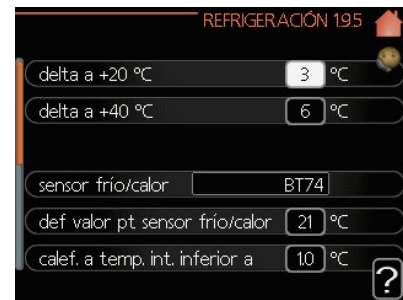 REFRIGERACIÓN 1.9.5
delta a +20 °C 3 °C
delta a +40 °C 6 °C
sensor frío/calor BT74
def valor pt sensor frío/calor 21 °C
calef. a temp. int. inferior a 1.0 °C
?